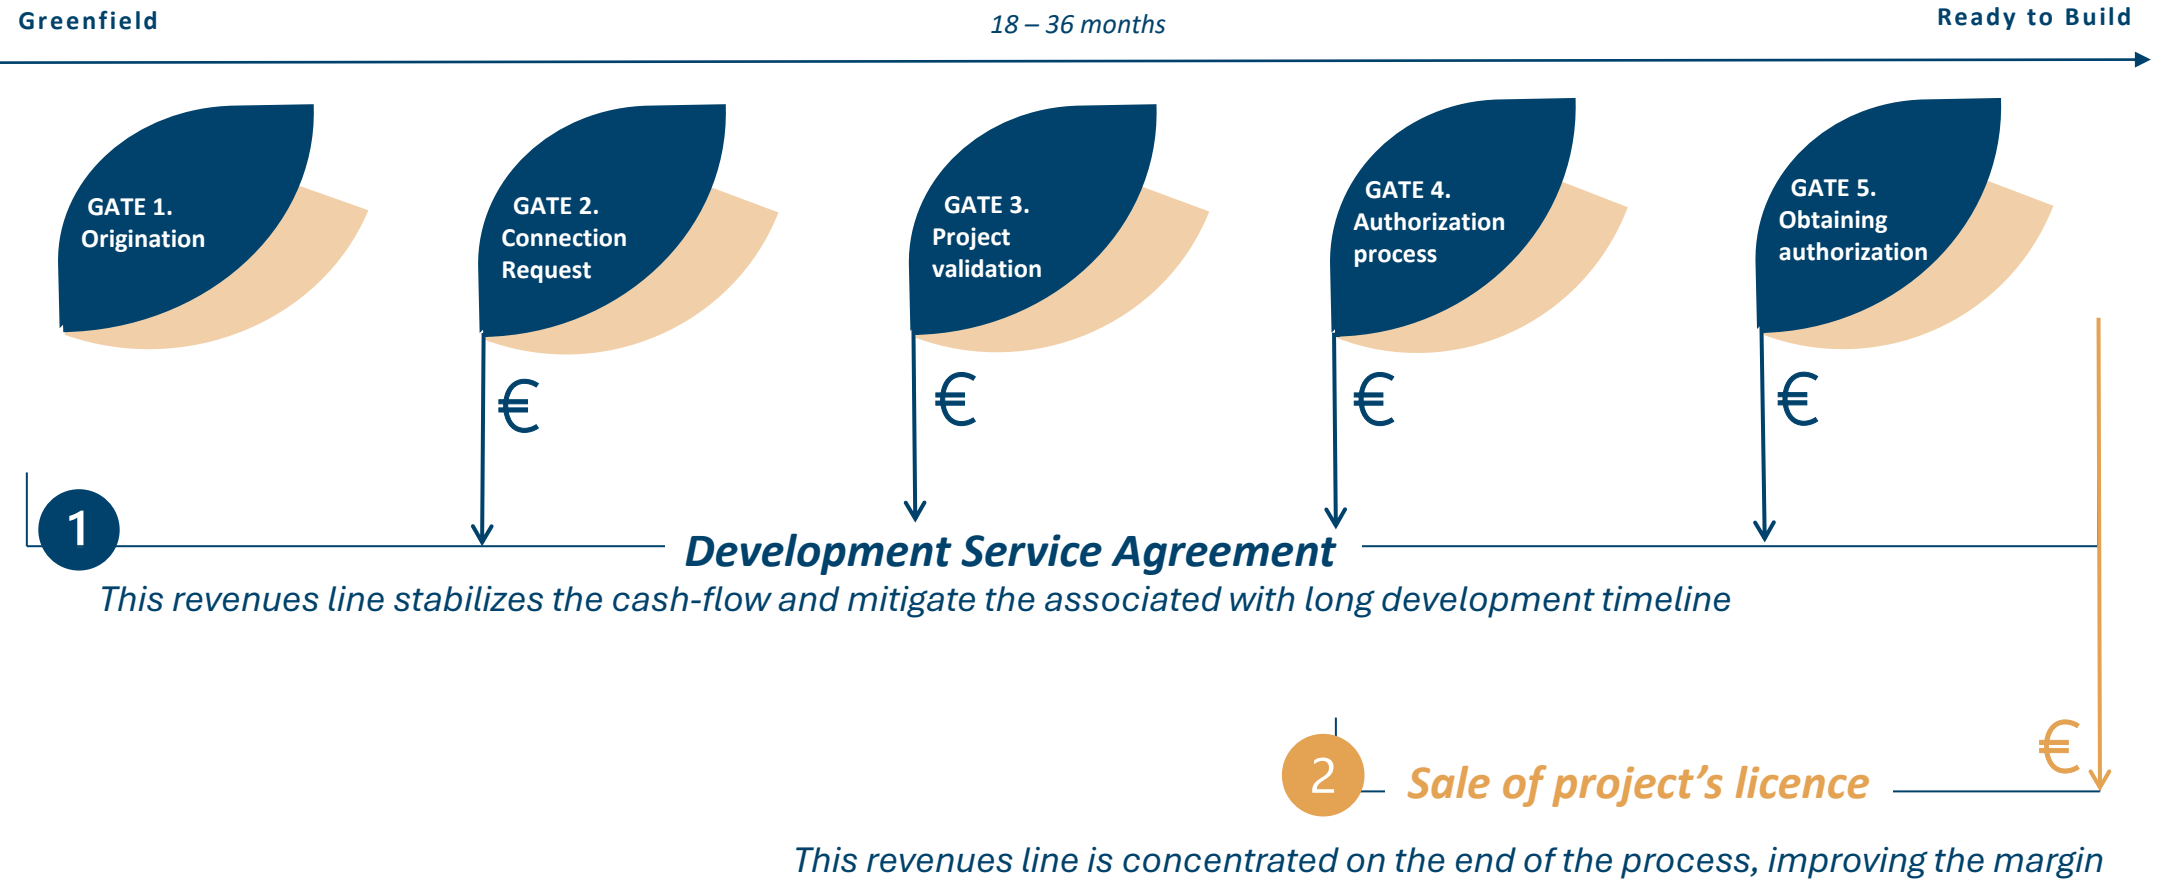 Greenfield
18 – 36 months
Ready to Build
GATE 1.
Origination
GATE 2.
Connection
Request
GATE 3.
Project
validation
GATE 4.
Authorization
process
GATE 5.
Obtaining
authorization
€
€
€
€
1
Development Service Agreement
This revenues line stabilizes the cash-flow and mitigate the associated with long development timeline
€
2
Sale of project’s licence
This revenues line is concentrated on the end of the process, improving the margin